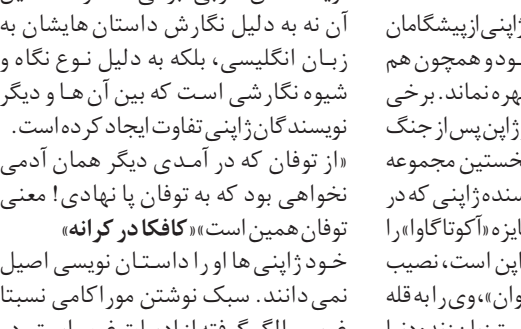 ژاپنی از پیشگامان
بود و همچون هم
بهره نماند. برخی
ژاپن پس از جنگ
نخستین مجموعه
نویسنده ژاپنی که در
جایزه «آکوتاگاوا» را
ژاپن است، نصیب
وی را به قله
آن نه به دلیل نگارش داستان هایشان به
زبان انگلیسی، بلکه به دلیل نوع نگاه و
شیوه نگارشی است که بین آن ها و دیگر
نویسندگان ژاپنی تفاوت ایجاد کرده است.
«از توفان که در آمدی دیگر همان آدمی
نخواهی بود که به توفان پا نهادی! معنی
توفان همین است»«کافکا در کرانه»
خود ژاپنی ها او را داستان نویسی اصیل
نمی دانند. سبک نوشتن موراکامی نسبتا